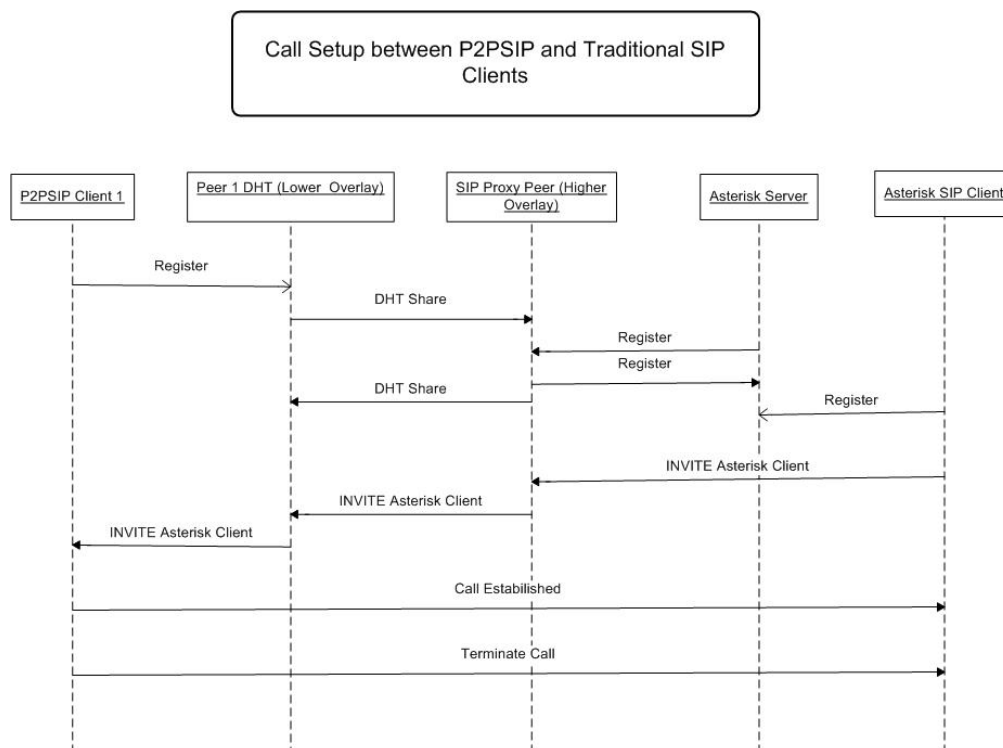 Call Setup between P2PSIP and Traditional SIP
Clients
P2PSIP Client 1
Peer 1 DHT (Lower Overlay)
SIP Proxy Peer (Higher
Overlay)
Asterisk Server
Asterisk SIP Client
Register
DHT Share
Register
Register
DHT Share
Register
INVITE Asterisk Client
INVITE Asterisk Client
INVITE Asterisk Client
Call Estabilished
Terminate Call